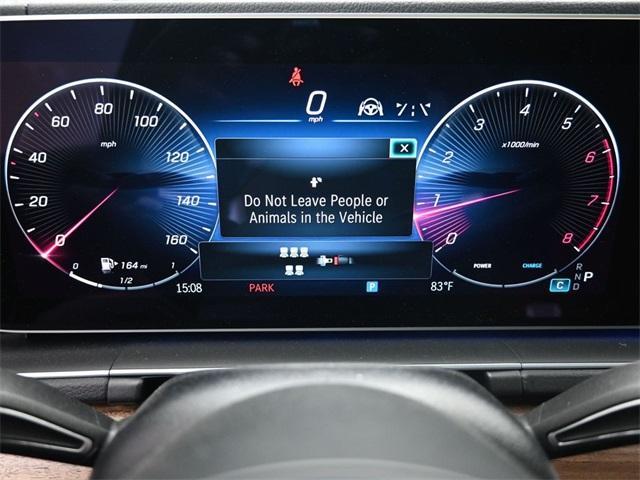 0
mph
60
80
100
40
mph
120
20
140
0
160
164 mi
0
1
1/2
Do Not Leave People or
Animals in the Vehicle
4
3
5
x1000/min
2
6
1
7
0
8
POWER
CHARGE
R
N P
C D
15:08
PARK
P
83°F